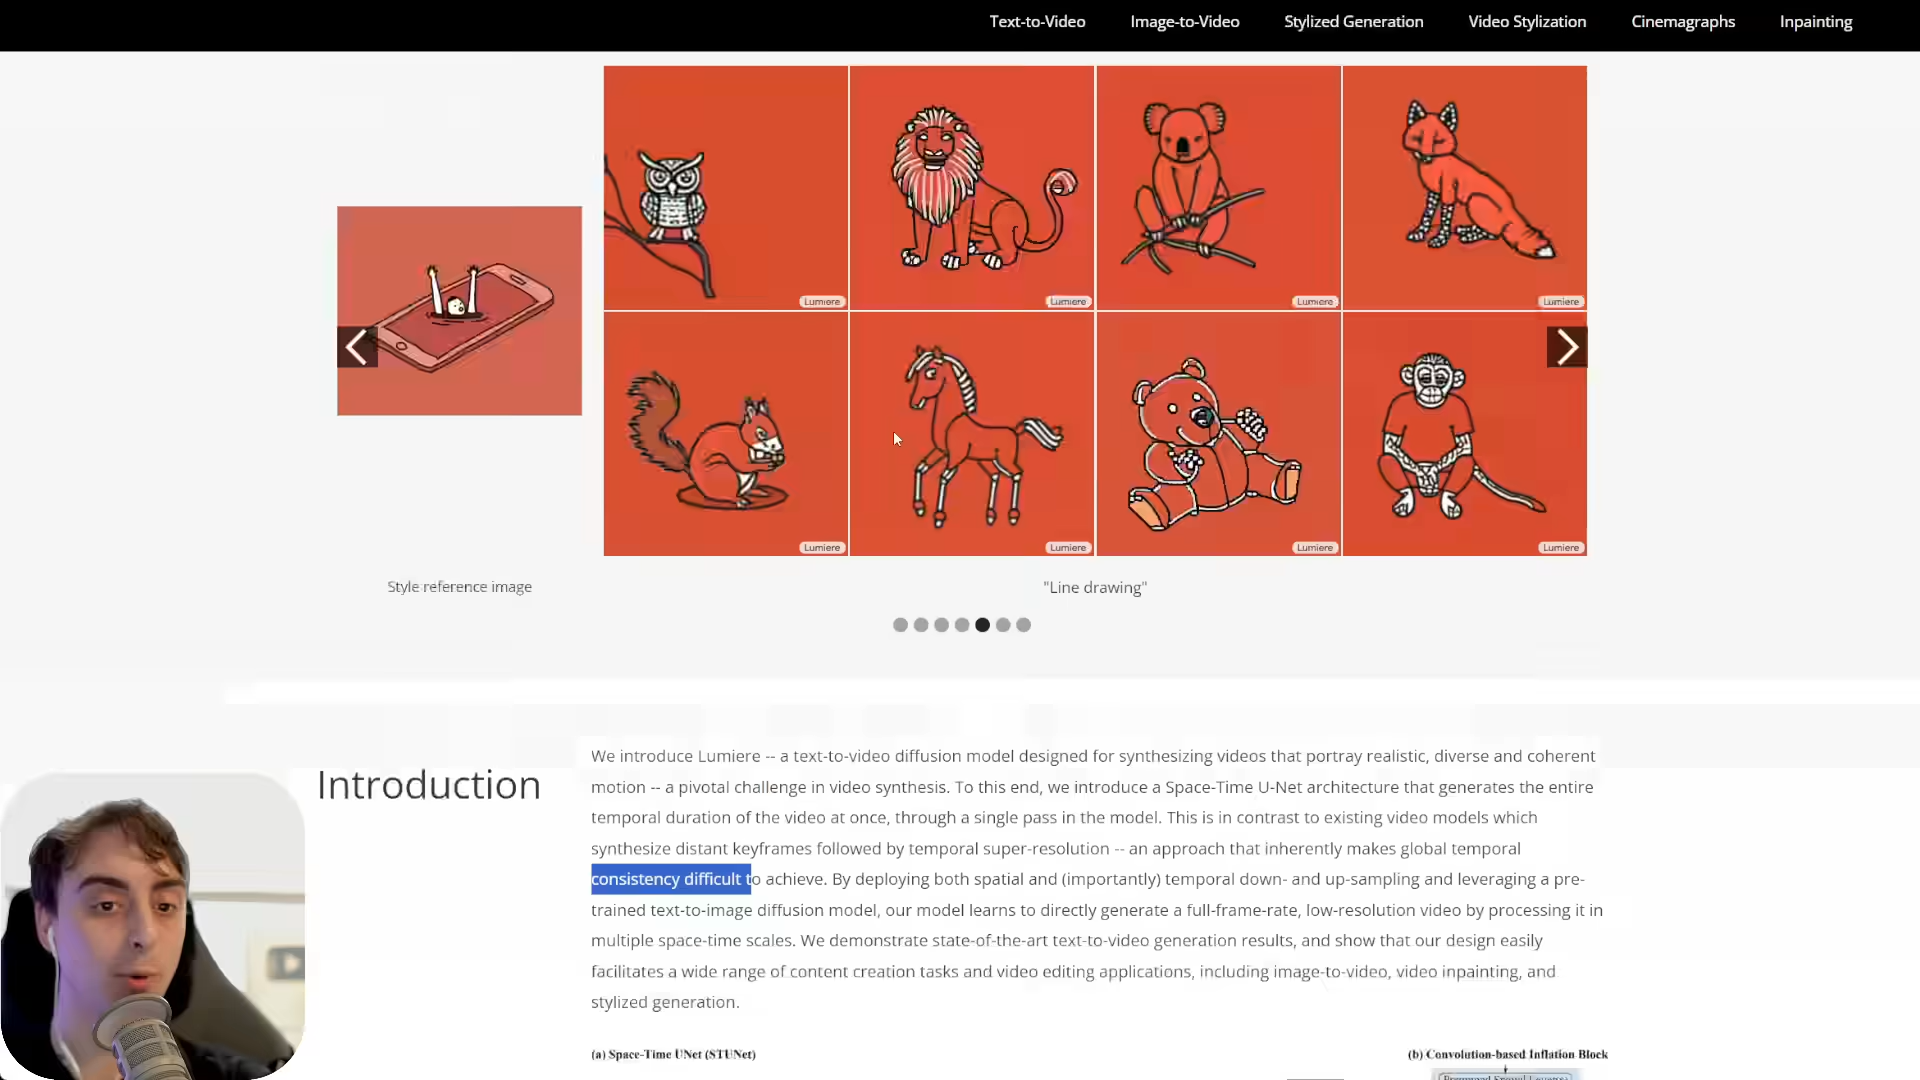 Text-to-Video Image-to-Video Stylized Generation Video Stylization Cinemagraphs Inpainting
Lumiere Lumiere Lumiere Lumiere
Lumiere Lumiere Lumiere Lumiere
Style reference image "Line drawing"
Introduction
We introduce Lumiere -- a text-to-video diffusion model designed for synthesizing videos that portray realistic, diverse and coherent
motion -- a pivotal challenge in video synthesis. To this end, we introduce a Space-Time U-Net architecture that generates the entire
temporal duration of the video at once, through a single pass in the model. This is in contrast to existing video models which
synthesize distant keyframes followed by temporal super-resolution -- an approach that inherently makes global temporal
consistency difficult to achieve. By deploying both spatial and (importantly) temporal down- and up-sampling and leveraging a pre-
trained text-to-image diffusion model, our model learns to directly generate a full-frame-rate, low-resolution video by processing it in
multiple space-time scales. We demonstrate state-of-the-art text-to-video generation results, and show that our design easily
facilitates a wide range of content creation tasks and video editing applications, including image-to-video, video inpainting, and
stylized generation.
(a) Space-Time UNet (STUNet) (b) Convolution-based Inflation Block